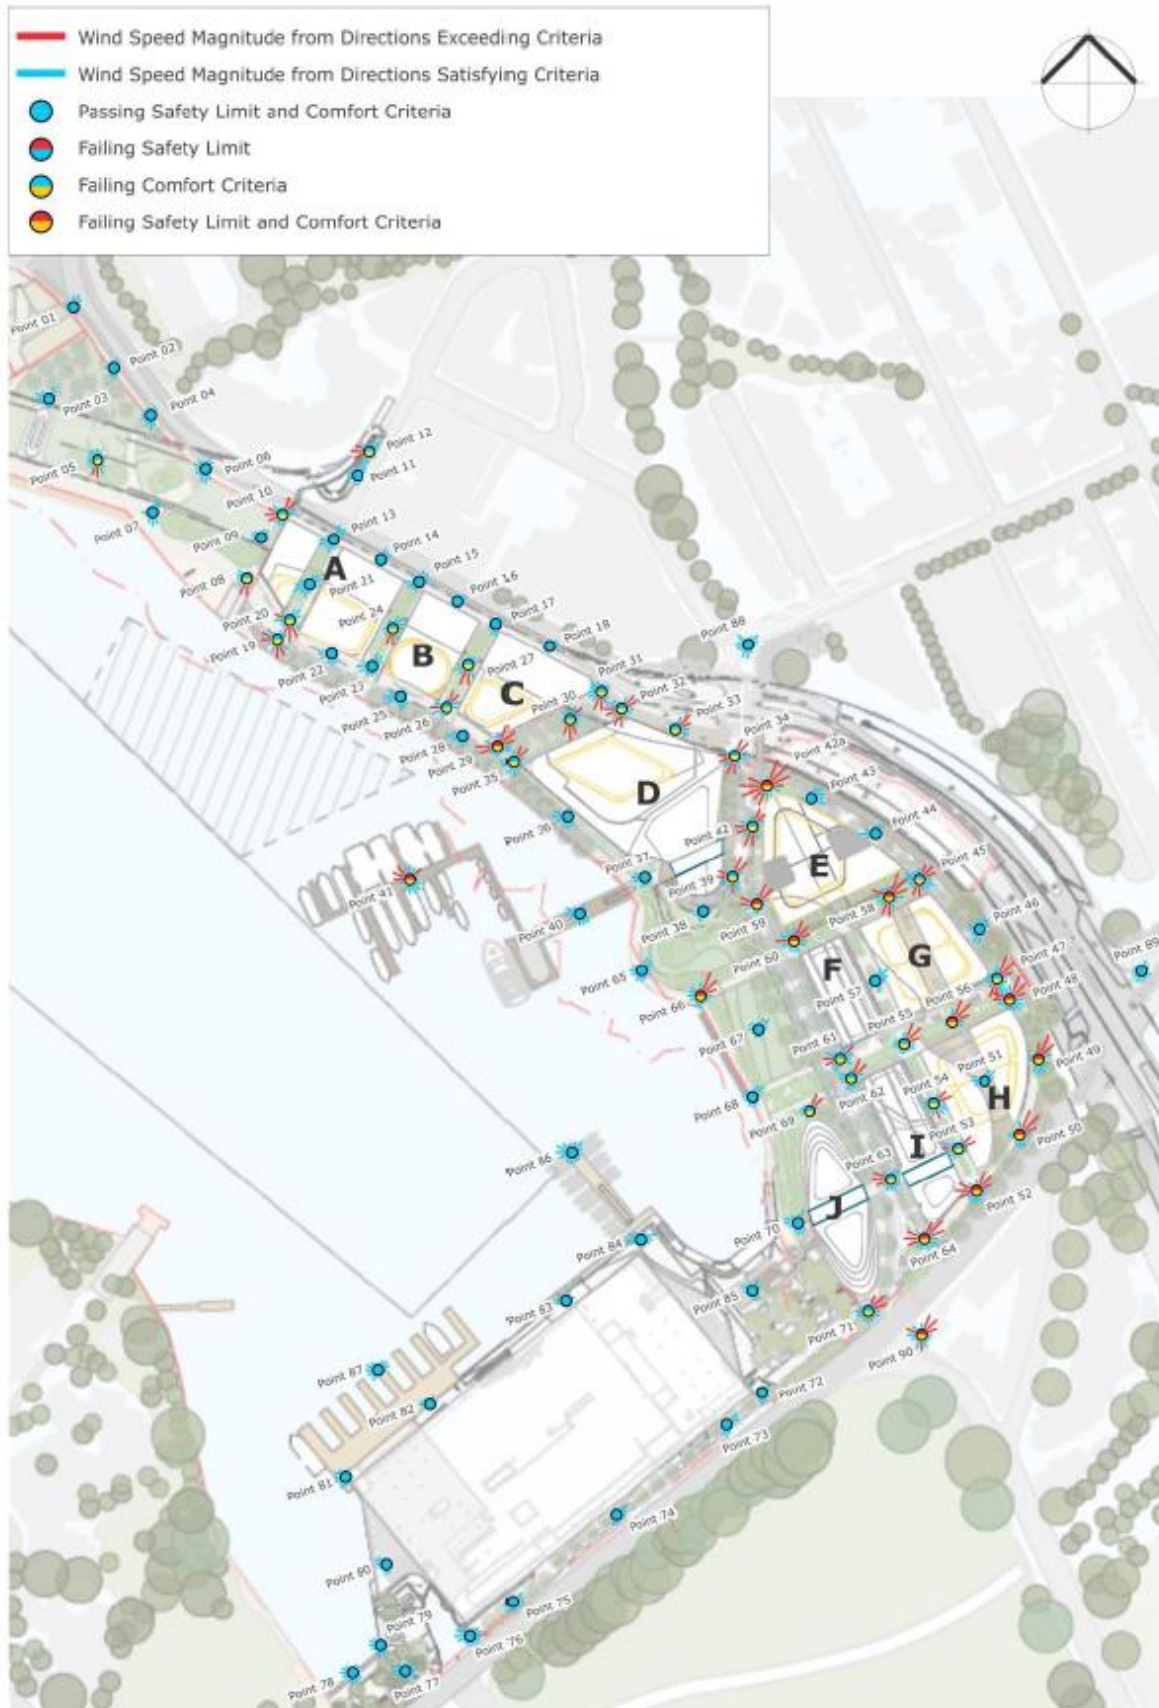 Wind Speed Magnitude from Directions Exceeding Criteria
Wind Speed Magnitude from Directions Satisfying Criteria
Passing Safety Limit and Comfort Criteria
Failing Safety Limit
Failing Comfort Criteria
Failing Safety Limit and Comfort Criteria
Point 01
Point 02
Point 03
Point 04
Point 05
Point 06
Point 12
Point 11
Point 10
Point 07
Point 09
Point 13
Point 14
A
Point 08
Point 21
Point 15
Point 16
Point 20
Point 24
Point 17
Point 19
Point 18
Point 88
Point 22
B
Point 27
Point 23
C
Point 31
Point 30
Point 32
Point 25
Point 26
Point 33
Point 28
Point 34
Point 29
Point 42a
Point 35
D
Point 43
Point 36
Point 42
Point 44
Point 37
E
Point 45
Point 41
Point 39
Point 58
Point 40
Point 38
Point 59
Point 46
Point 60
G
Point 65
F
Point 47
Point 89
Point 57
Point 56
Point 48
Point 66
Point 55
Point 67
Point 61
Point 51
Point 49
Point 68
Point 62
Point 54
H
Point 69
Point 53
Point 50
I
Point 86
Point 63
Point 52
J
Point 70
Point 84
Point 64
Point 85
Point 83
Point 71
Point 90
Point 87
Point 82
Point 72
Point 73
Point 81
Point 74
Point 80
Point 75
Point 79
Point 76
Point 78
Point 77